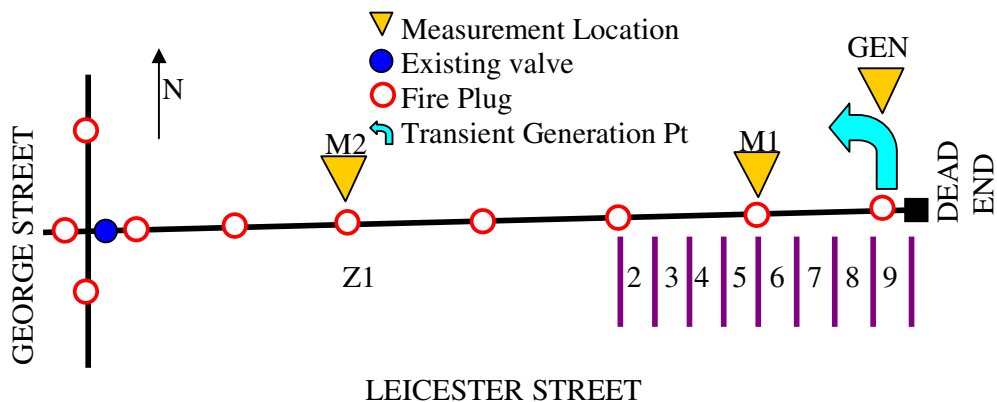 Measurement Location
Existing valve
Fire Plug
Transient Generation Pt
N
GEN
M2
M1
GEORGE STREET
DEAD
END
Z1
2 3 4 5 6 7 8 9
LEICESTER STREET